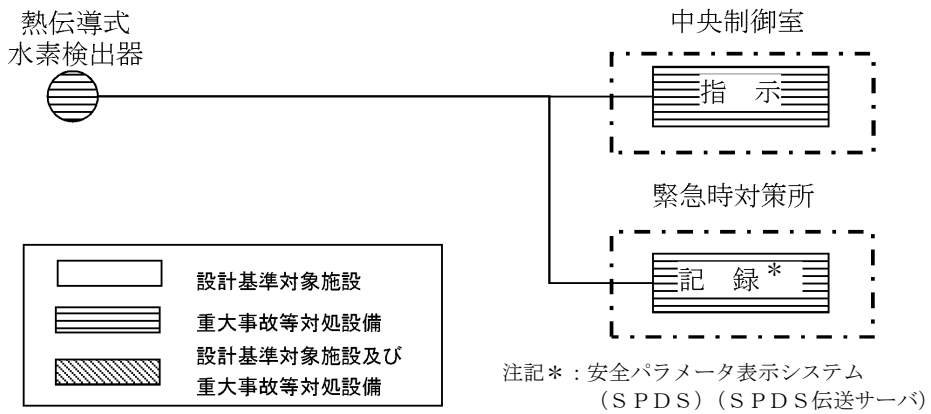 熱伝導式
水素検出器
中央制御室
指　示
緊急時対策所
記　録＊
設計基準対象施設
重大事故等対処設備
設計基準対象施設及び
重大事故等対処設備
注記＊：安全パラメータ表示システム
（ＳＰＤＳ）（ＳＰＤＳ伝送サーバ）